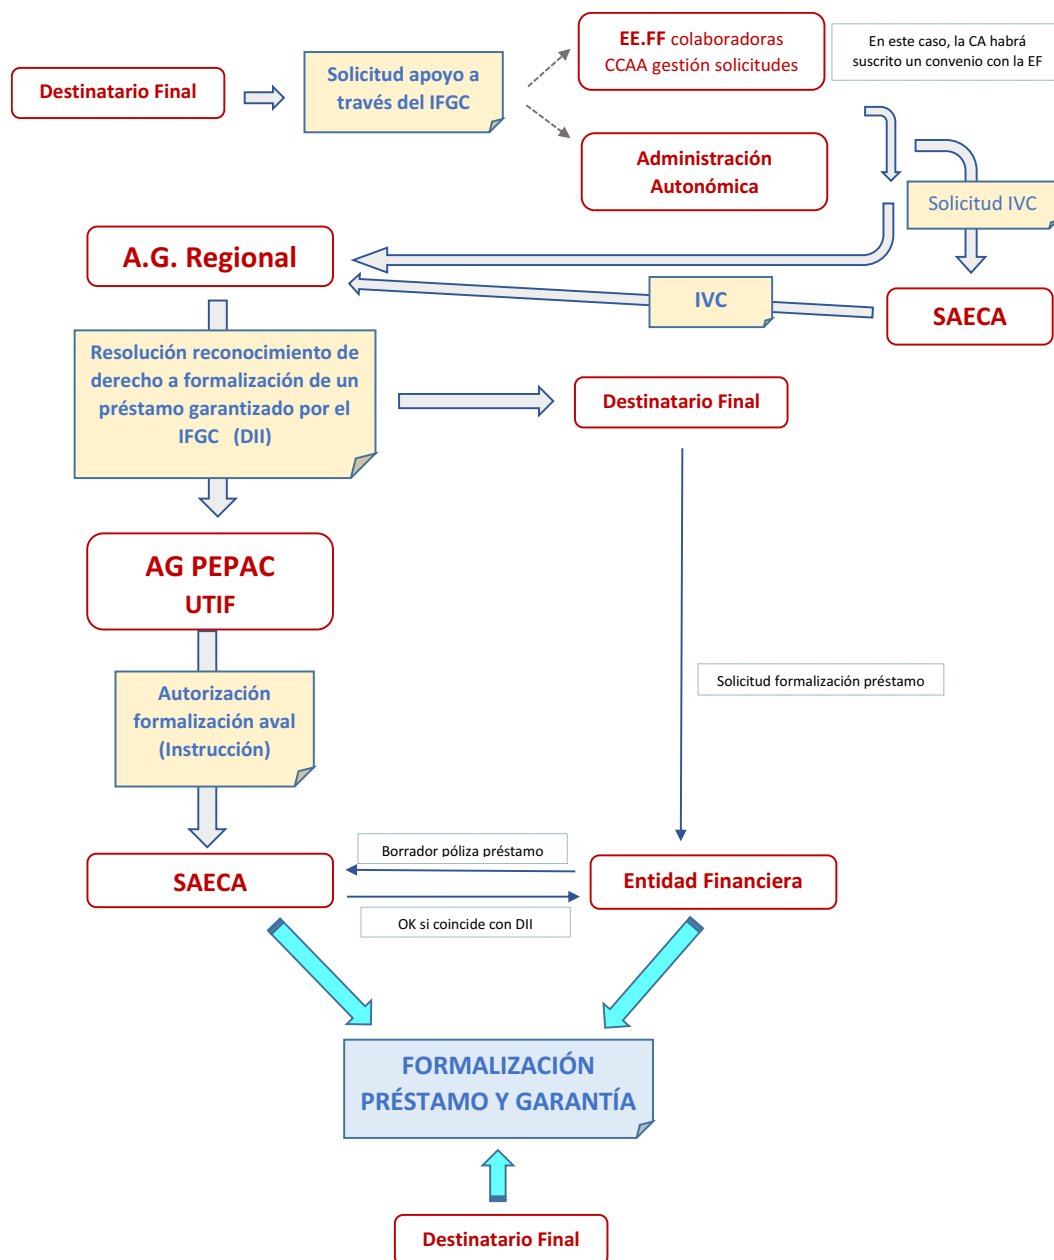 Destinatario Final
Solicitud apoyo a
través del IFGC
EE.FF colaboradoras
CCAA gestión solicitudes
En este caso, la CA habrá
suscrito un convenio con la EF
Administración
Autonómica
Solicitud IVC
A.G. Regional
IVC
SAECA
Resolución reconocimiento de
derecho a formalización de un
préstamo garantizado por el
IFGC (DII)
Destinatario Final
AG PEPAC
UTIF
Solicitud formalización préstamo
Autorización
formalización aval
(Instrucción)
Borrador póliza préstamo
SAECA
Entidad Financiera
OK si coincide con DII
FORMALIZACIÓN
PRÉSTAMO Y GARANTÍA
Destinatario Final